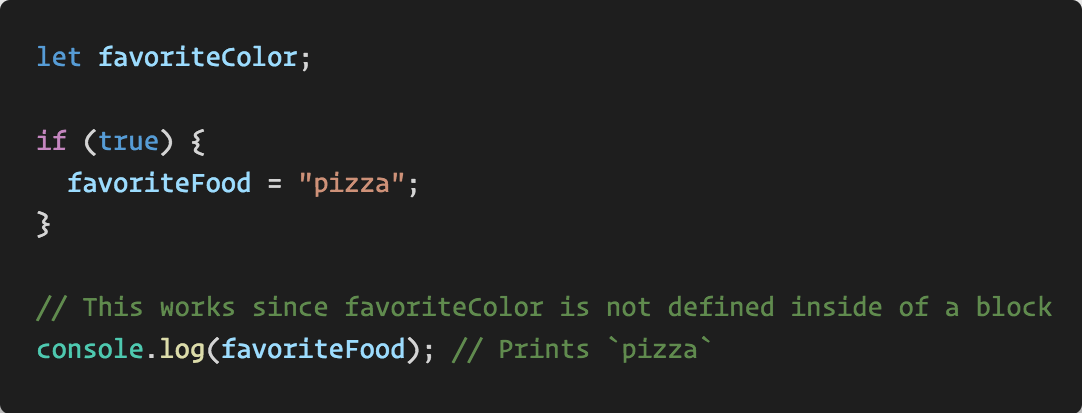 let favoriteColor;
if (true) {
  favoriteFood = "pizza";
}
// This works since favoriteColor is not defined inside of a block
console.log(favoriteFood); // Prints `pizza`